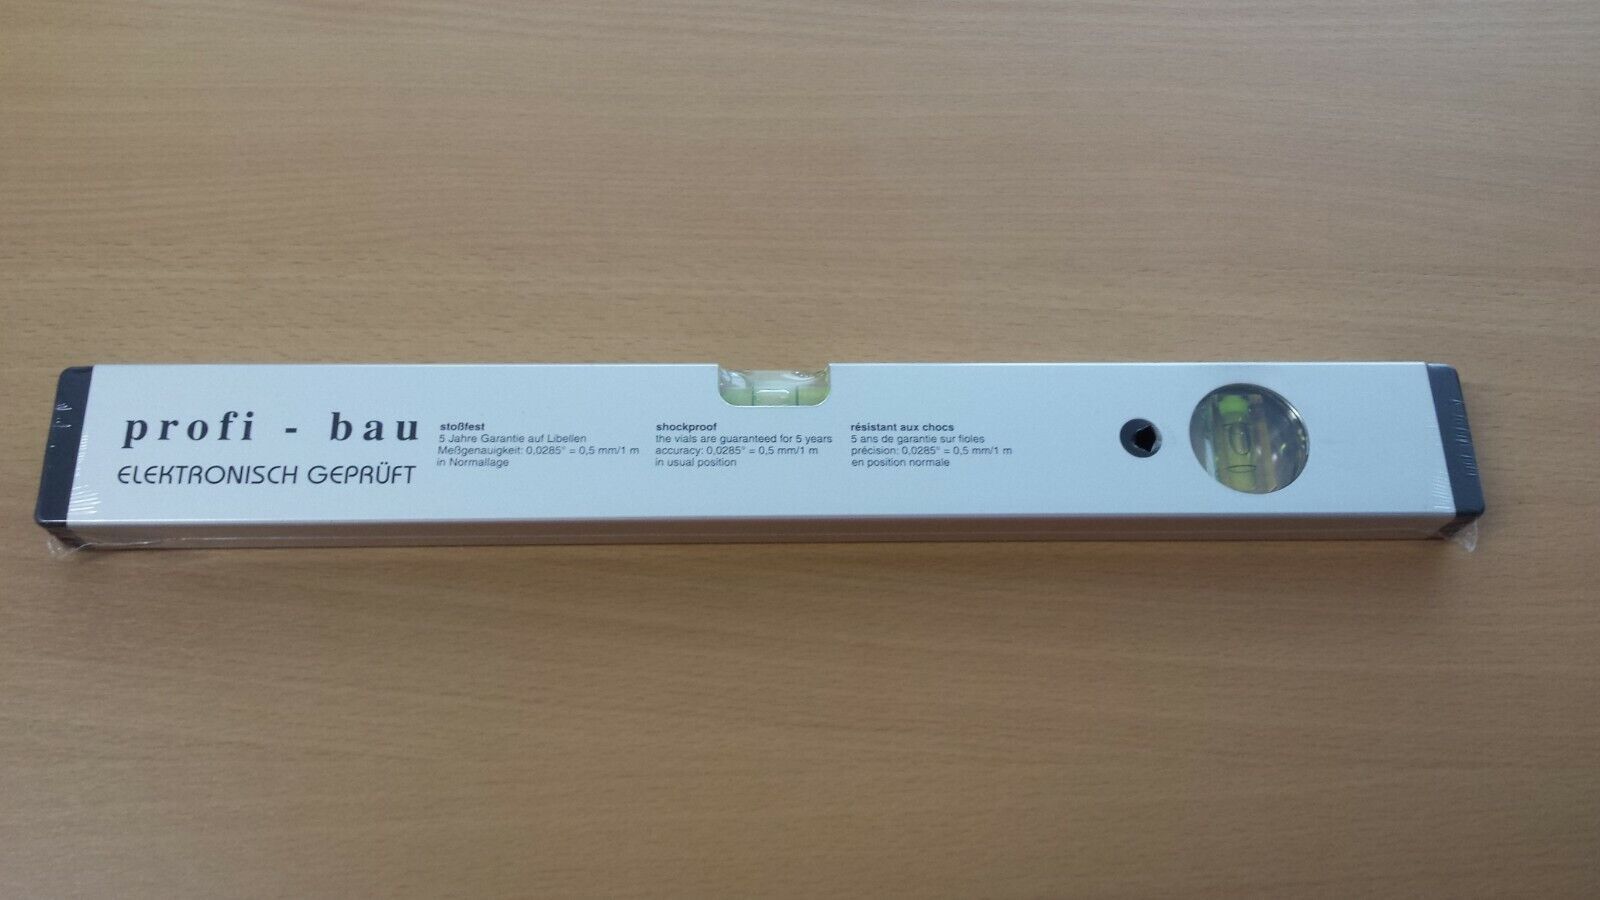 profi - bau
ELEKTRONISCH GEPRÜFT
stoßfest
5 Jahre Garantie auf Libellen
Meßgenauigkeit: 0,0285° = 0,5 mm/1 m
in Normallage
shockproof
the vials are guaranteed for 5 years
accuracy: 0,0285° = 0,5 mm/1 m
in usual position
résistant aux chocs
5 ans de garantie sur fioles
précision: 0,0285° = 0,5 mm/1 m
en position normale